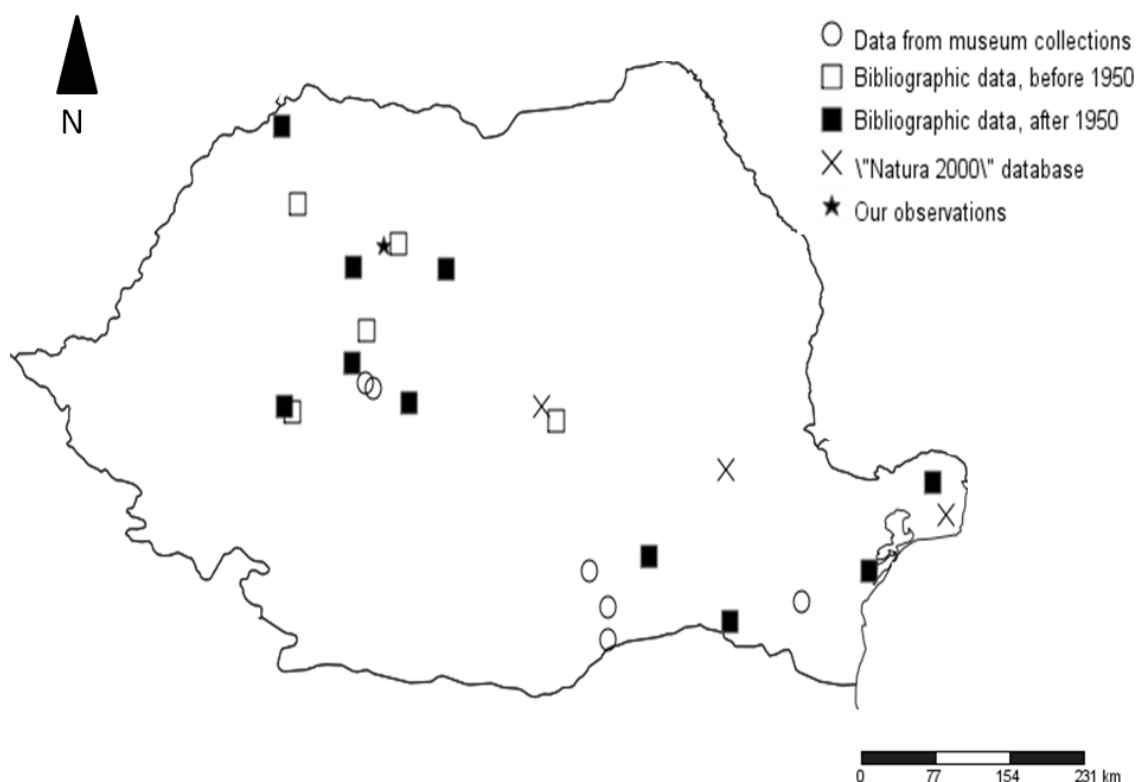 N
Data from museum collections
Bibliographic data, before 1950
Bibliographic data, after 1950
\"Natura 2000\" database
Our observations
0 77 154 231 km